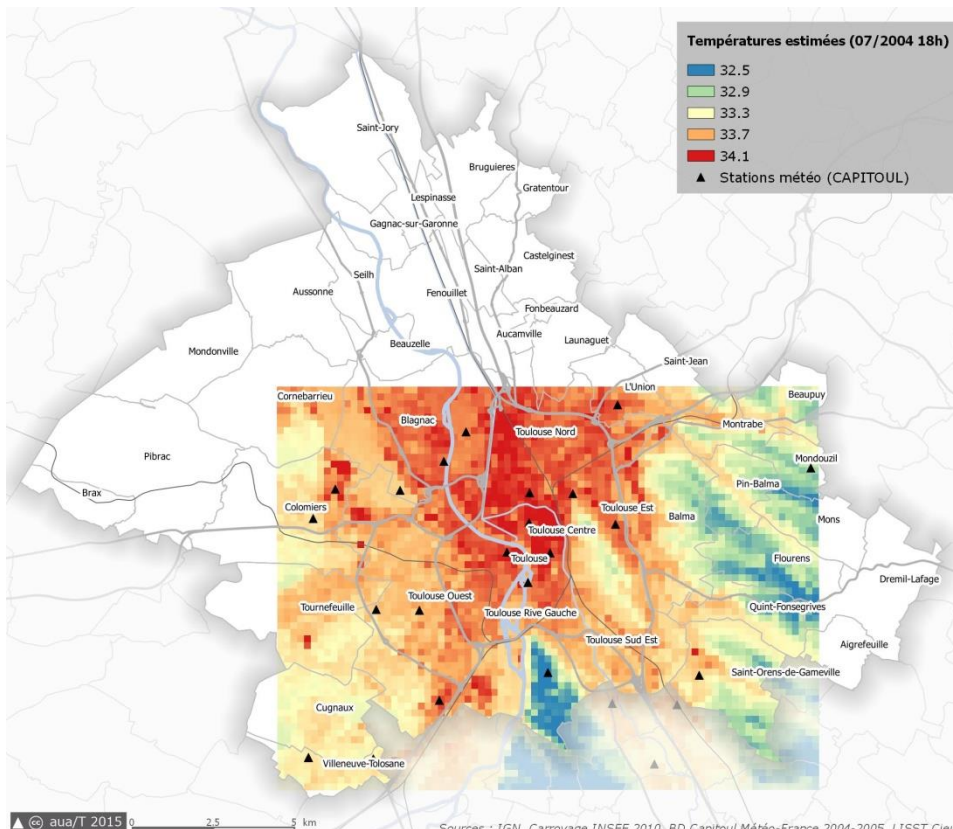 Températures estimées (07/2004 18h)
32.5
32.9
33.3
33.7
34.1
Stations météo (CAPITOUL)
Saint-Jory
Bruguieres
Gratentour
Lespinasse
Gagnac-sur-Garonne
Castelginest
Saint-Alban
Seilh
Aussonne
Fenouillet
Fonbeauzard
Aucamville
Launaguet
Beauzelle
Mondonville
Saint-Jean
L'Union
Beaupuy
Cornebarrieu
Blagnac
Montrabe
Toulouse Nord
Pibrac
Mondouzil
Pin-Balma
Brax
Colomiers
Toulouse Est
Balma
Mons
Toulouse Centre
Toulouse
Flourens
Dremil-Lafage
Toulouse Ouest
Tournefeuille
Toulouse Rive Gauche
Quint-Fonsegrives
Toulouse Sud Est
Aigrefeuille
Saint-Orens-de-Gameville
Cugnaux
Villeneuve-Tolosane
cc aua/T 2015
0 2.5 5 km
Sources : IGN, Carroyage INSEE 2010, BD Capitoul Météo-France 2004-2005, LISST Cie